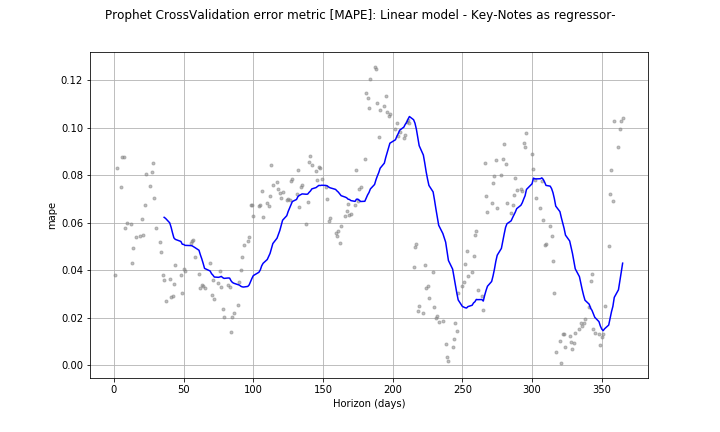 Prophet CrossValidation error metric [MAPE]: Linear model - Key-Notes as regressor-
0.12
0.10
0.08
0.06
0.04
0.02
0.00
mape
0 50 100 150 200 250 300 350
Horizon (days)